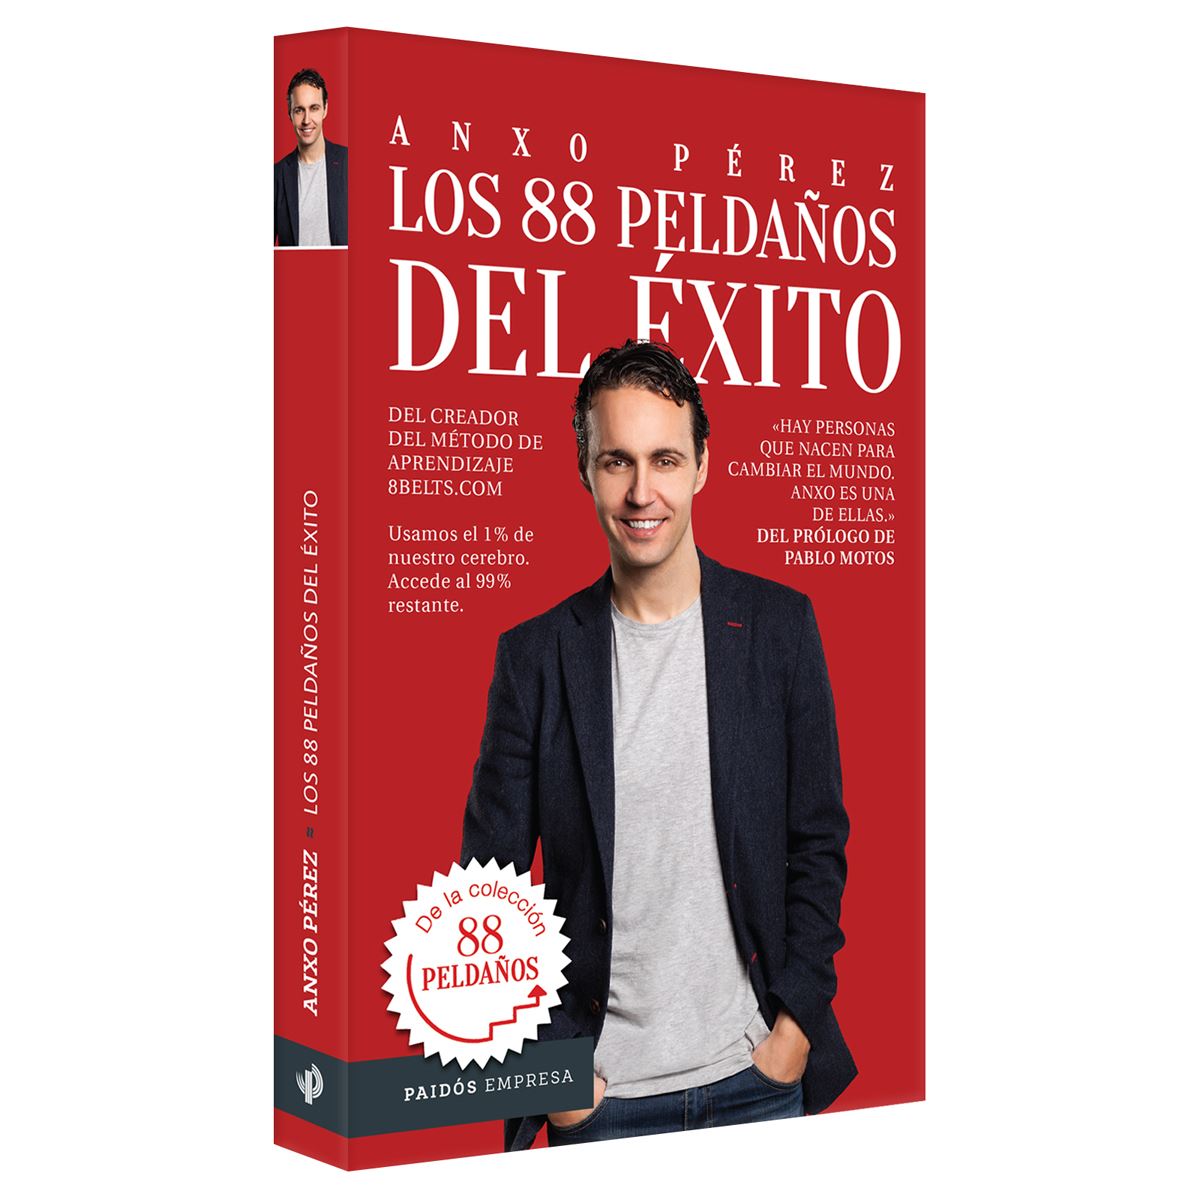 ANXO PÉREZ
LOS 88 PELDAÑOS
DEL ÉXITO
DEL CREADOR
DEL MÉTODO DE
APRENDIZAJE
8BELTS.COM
Usamos el 1% de
nuestro cerebro.
Accede al 99%
restante.
«HAY PERSONAS
QUE NACEN PARA
CAMBIAR EL MUNDO.
ANXO ES UNA
DE ELLAS.»
DEL PRÓLOGO DE
PABLO MOTOS
De la colección
88
PELDAÑOS
PAIDÓS EMPRESA
ANXO PÉREZ LOS 88 PELDAÑOS DEL ÉXITO